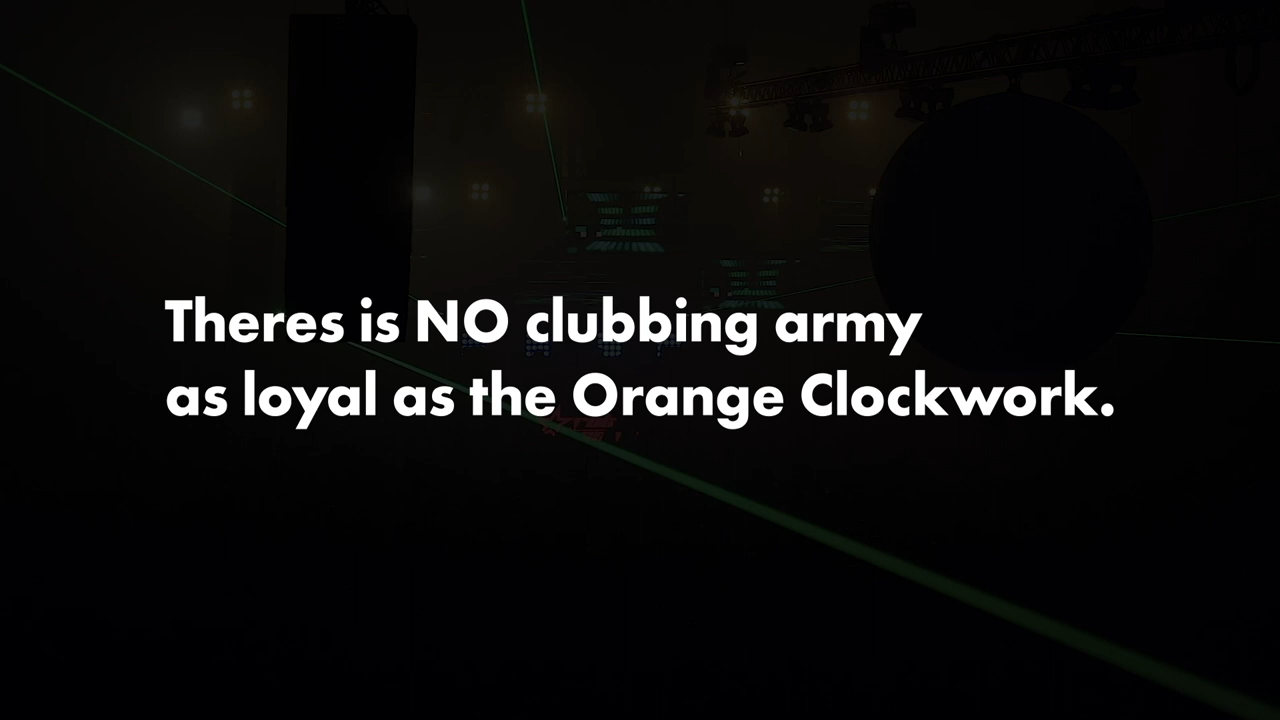 Theres is NO clubbing army
as loyal as the Orange Clockwork.